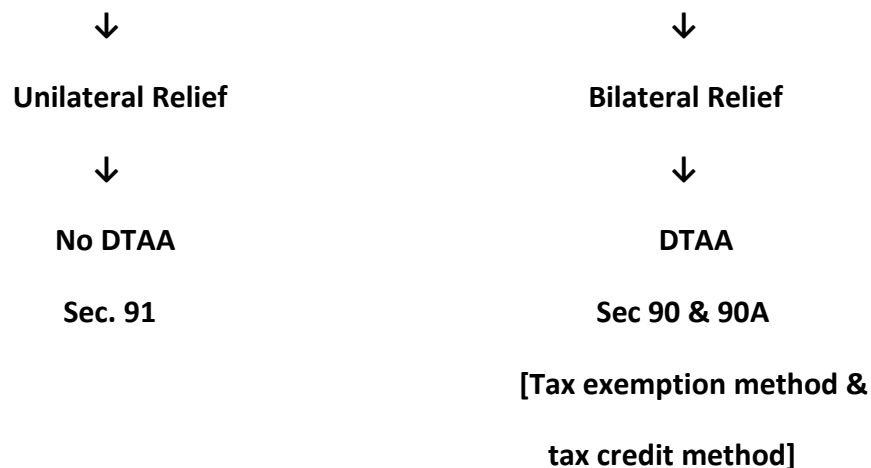 ↓ ↓
Unilateral Relief Bilateral Relief
↓ ↓
No DTAA DTAA
Sec. 91 Sec 90 & 90A
[Tax exemption method &
tax credit method]